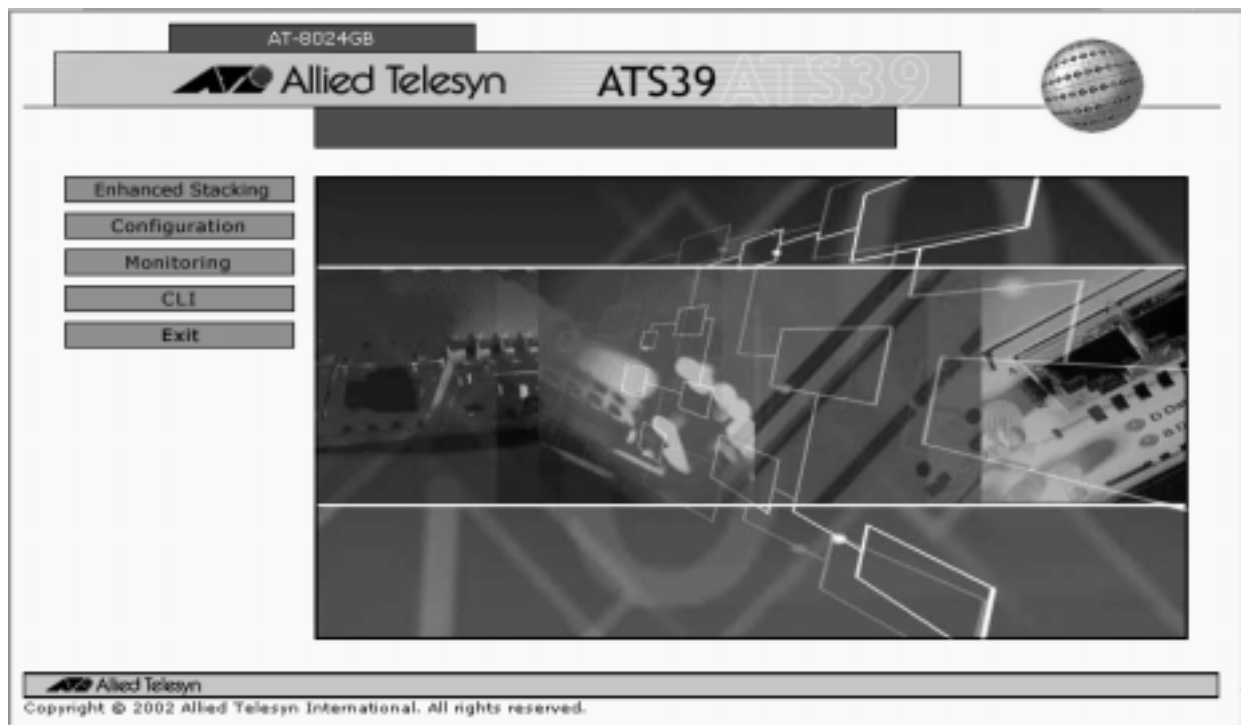 AT-8024GB
Allied Telesyn ATS39 ATS39
Enhanced Stacking
Configuration
Monitoring
CLI
Exit
Allied Telesyn
Copyright © 2002 Allied Telesyn International. All rights reserved.